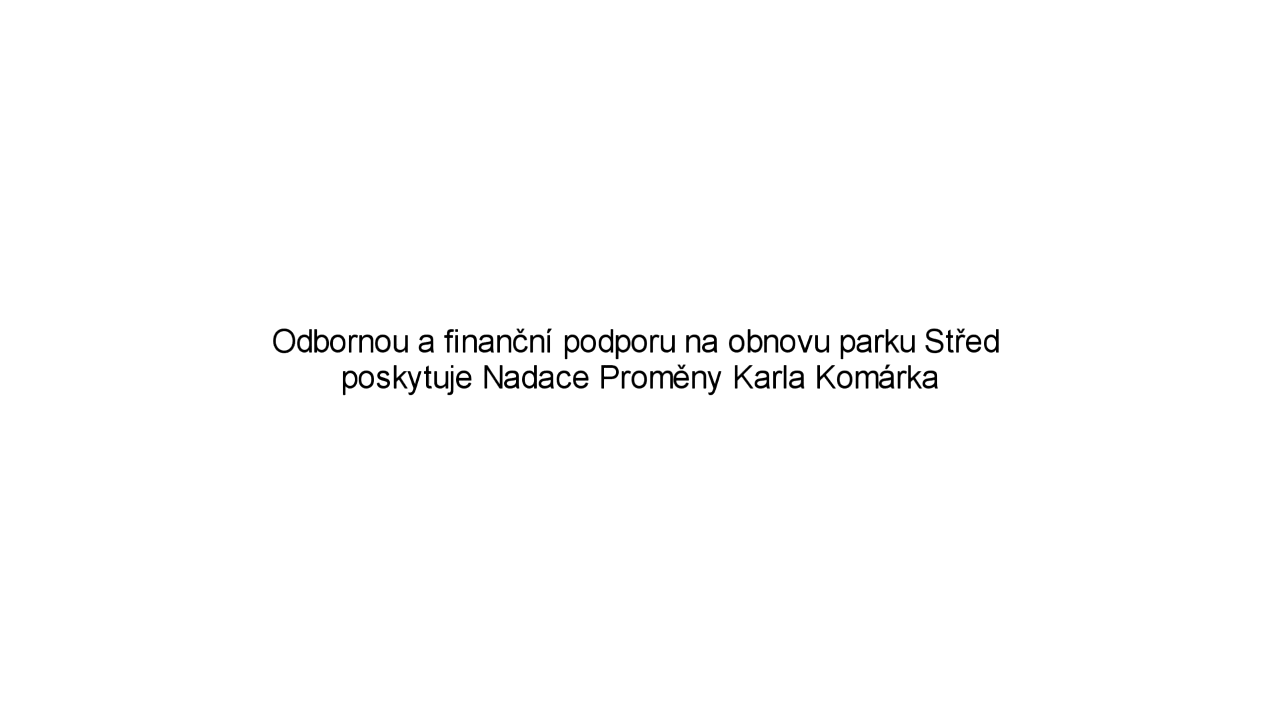 Odbornou a finanční podporu na obnovu parku Střed
poskytuje Nadace Proměny Karla Komárka